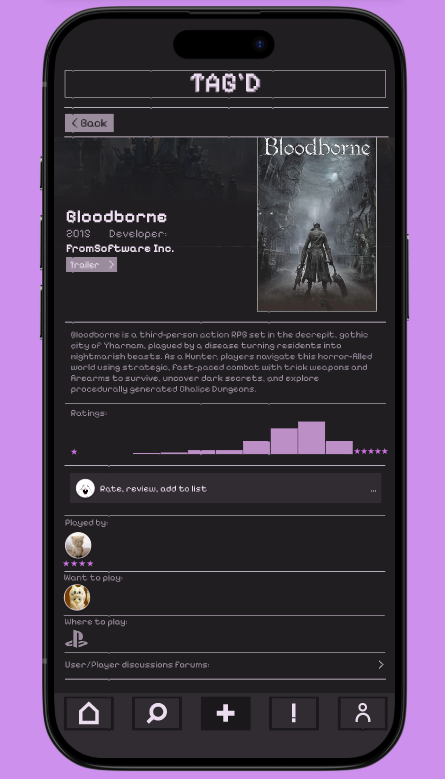 TAG'D
< Back
Bloodborne
Bloodborne
2015 Developer:
FromSoftware Inc.
Trailer >
Bloodborne is a third-person action RPG set in the decrepit, gothic
city of Yharnam, plagued by a disease turning residents into
nightmarish beasts. As a Hunter, players navigate this horror-filled
world using strategic, fast-paced combat with trick weapons and
firearms to survive, uncover dark secrets, and explore
procedurally generated Chalice Dungeons.
Ratings:
★ ★★★★★
Rate, review, add to list ...
Played by:
★★★★
Want to play:
Where to play:
User/Player discussions Forums: >